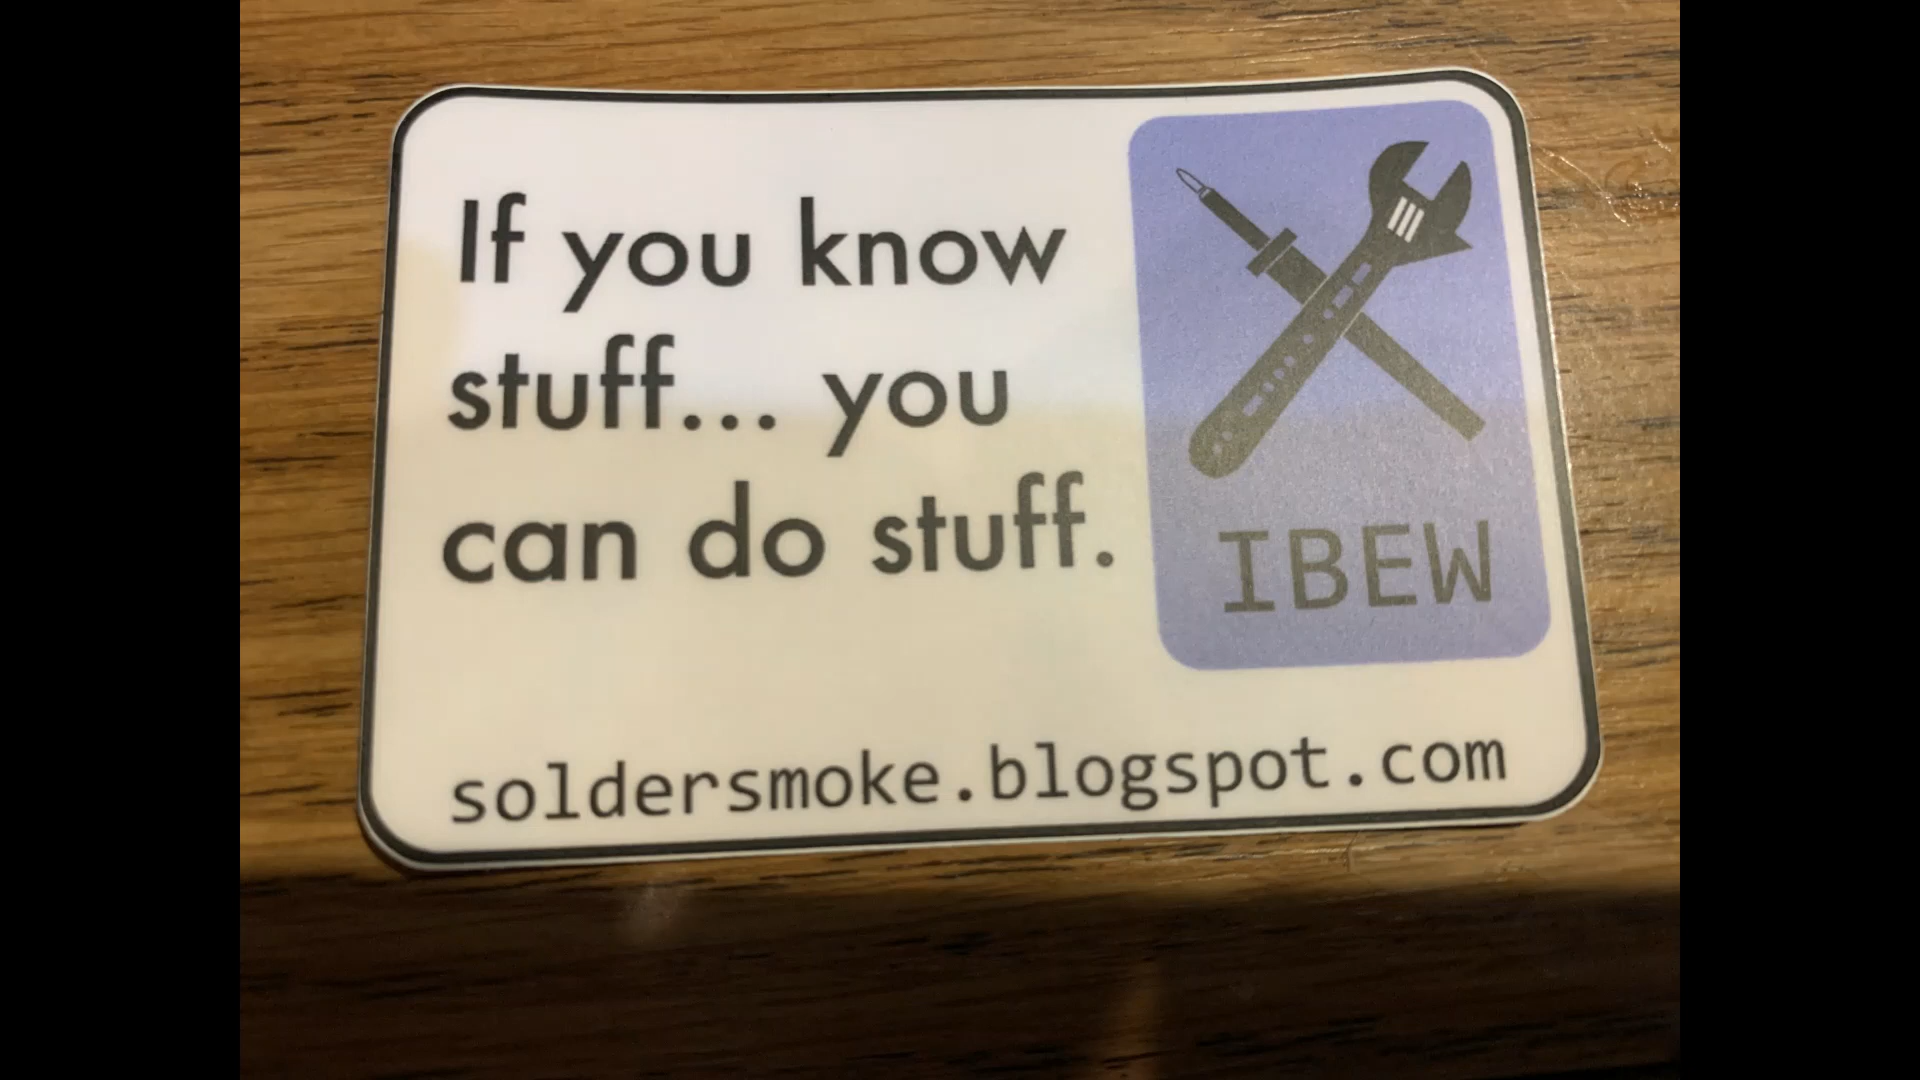 If you know
stuff... you
can do stuff.
IBEW
soldersmoke.blogspot.com